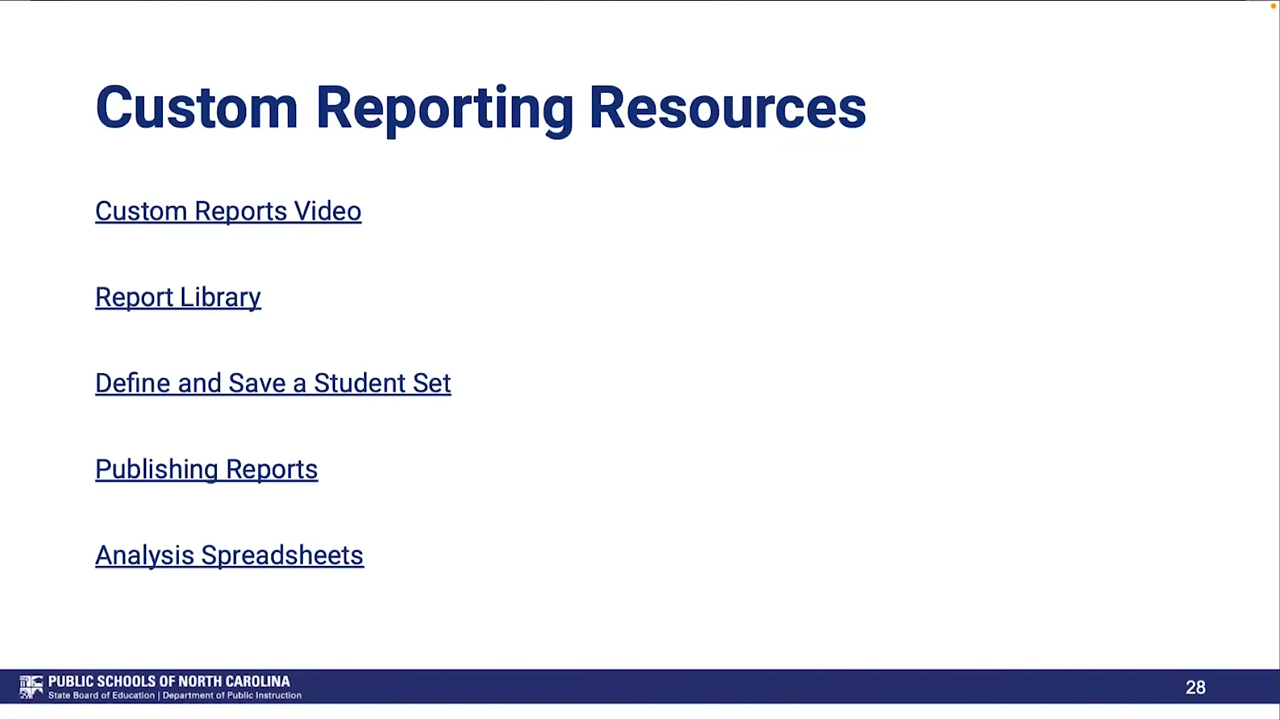 Custom Reporting Resources
Custom Reports Video
Report Library
Define and Save a Student Set
Publishing Reports
Analysis Spreadsheets
PUBLIC SCHOOLS OF NORTH CAROLINA
State Board of Education | Department of Public Instruction
28